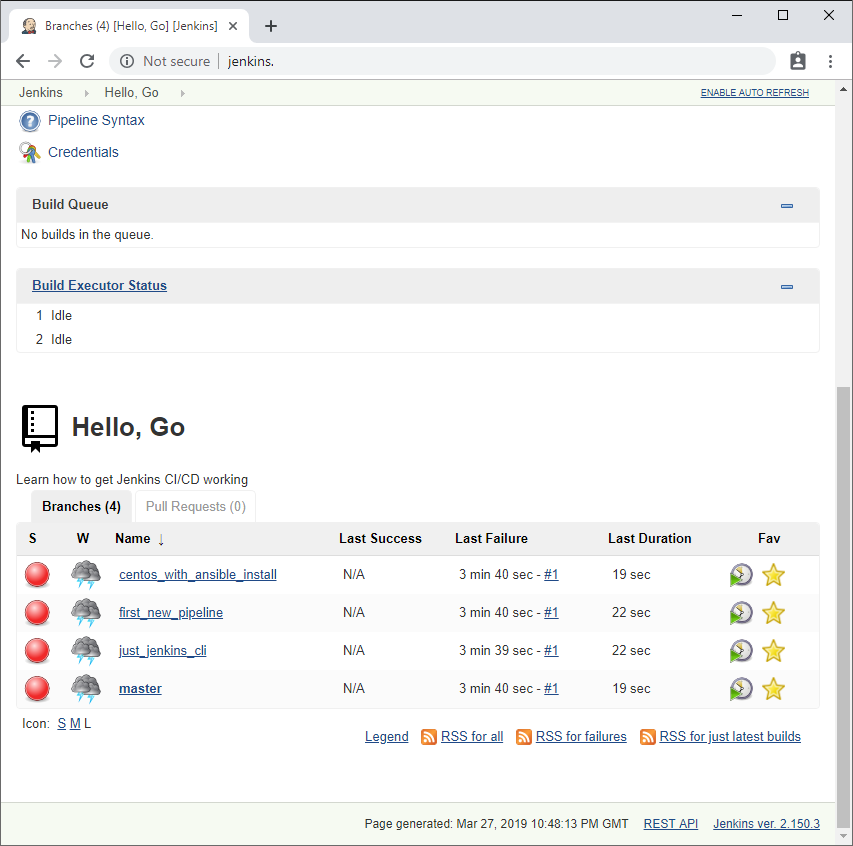 Branches (4) [Hello, Go] [Jenkins]
Not secure | jenkins.
Jenkins Hello, Go ENABLE AUTO REFRESH
Pipeline Syntax
Credentials
Build Queue
No builds in the queue.
Build Executor Status
1 Idle
2 Idle
Hello, Go
Learn how to get Jenkins CI/CD working
Branches (4) Pull Requests (0)
S W Name ↓ Last Success Last Failure Last Duration Fav
centos_with_ansible_install N/A 3 min 40 sec - #1 19 sec
first_new_pipeline N/A 3 min 40 sec - #1 22 sec
just_jenkins_cli N/A 3 min 39 sec - #1 22 sec
master N/A 3 min 40 sec - #1 19 sec
Icon: S M L
Legend RSS for all RSS for failures RSS for just latest builds
Page generated: Mar 27, 2019 10:48:13 PM GMT REST API Jenkins ver. 2.150.3